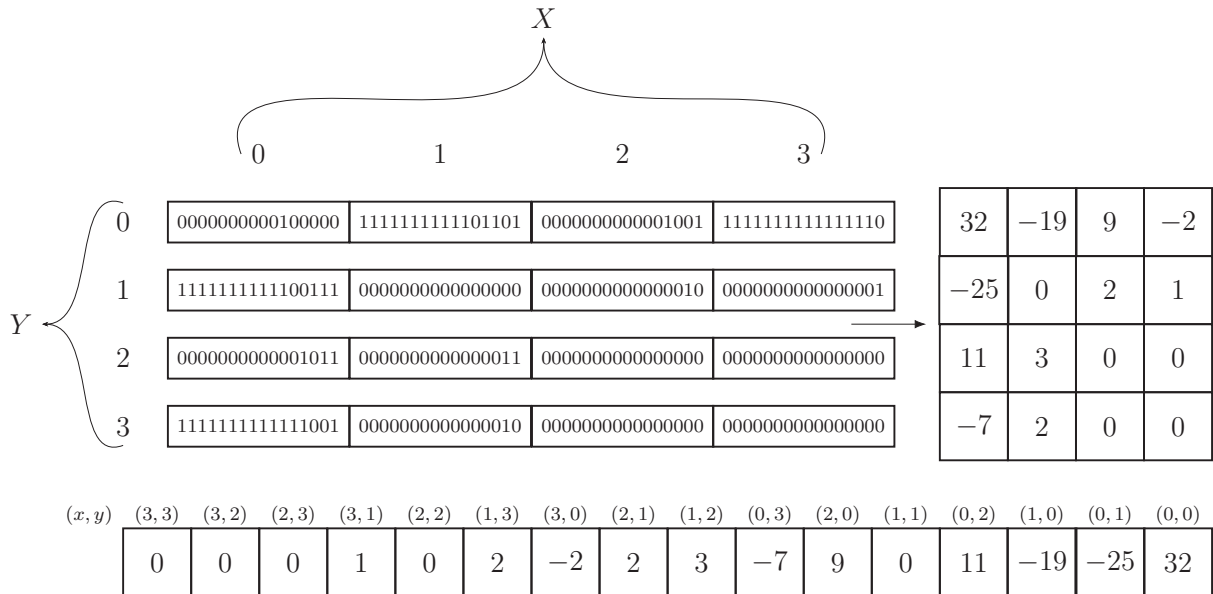 X
0 1 2 3
0 0000000000100000 1111111111101101 0000000000001001 1111111111111110 32 −19 9 −2
1 1111111111100111 0000000000000000 0000000000000010 0000000000000001 −25 0 2 1
Y
2 0000000000001011 0000000000000011 0000000000000000 0000000000000000 11 3 0 0
3 1111111111111001 0000000000000010 0000000000000000 0000000000000000 −7 2 0 0
(x, y) (3, 3) (3, 2) (2, 3) (3, 1) (2, 2) (1, 3) (3, 0) (2, 1) (1, 2) (0, 3) (2, 0) (1, 1) (0, 2) (1, 0) (0, 1) (0, 0)
0 0 0 1 0 2 −2 2 3 −7 9 0 11 −19 −25 32